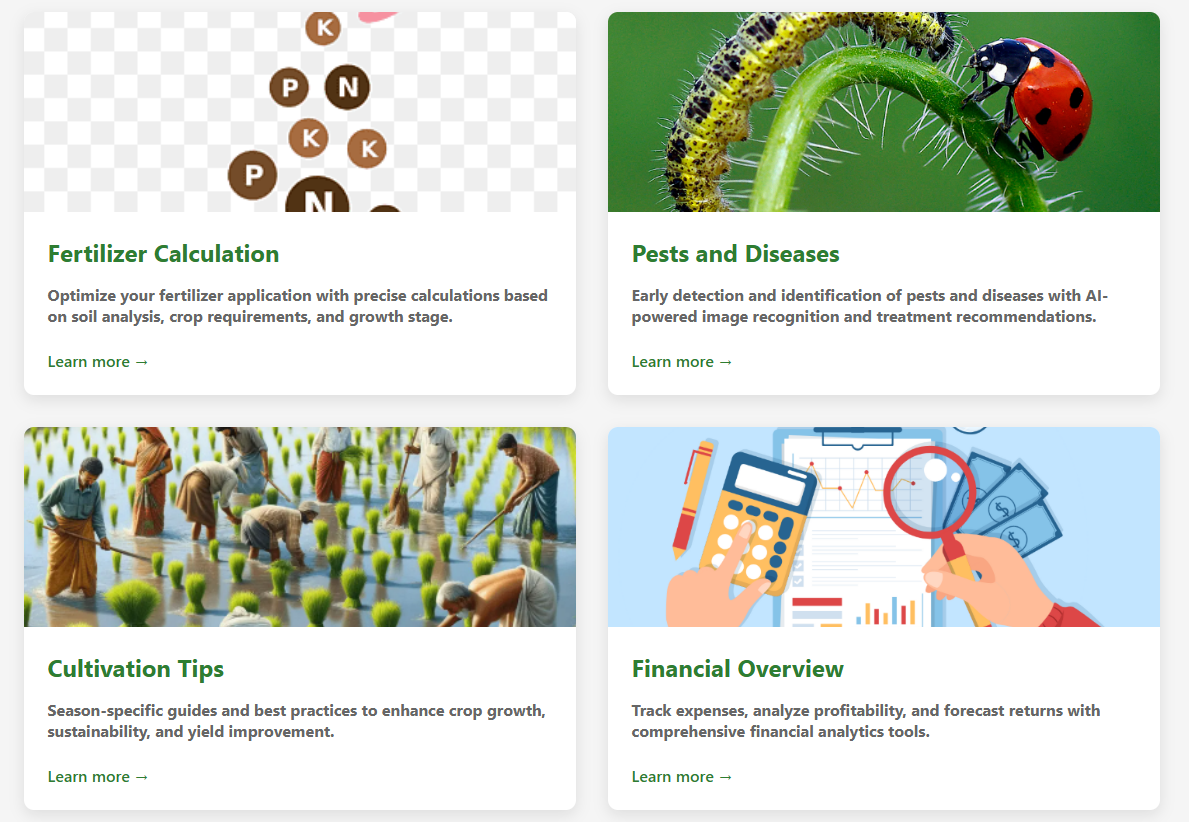 K
P N
K K
P
N
Fertilizer Calculation
Optimize your fertilizer application with precise calculations based
on soil analysis, crop requirements, and growth stage.
Learn more →
Pests and Diseases
Early detection and identification of pests and diseases with AI-
powered image recognition and treatment recommendations.
Learn more →
Cultivation Tips
Season-specific guides and best practices to enhance crop growth,
sustainability, and yield improvement.
Learn more →
$ $
Financial Overview
Track expenses, analyze profitability, and forecast returns with
comprehensive financial analytics tools.
Learn more →